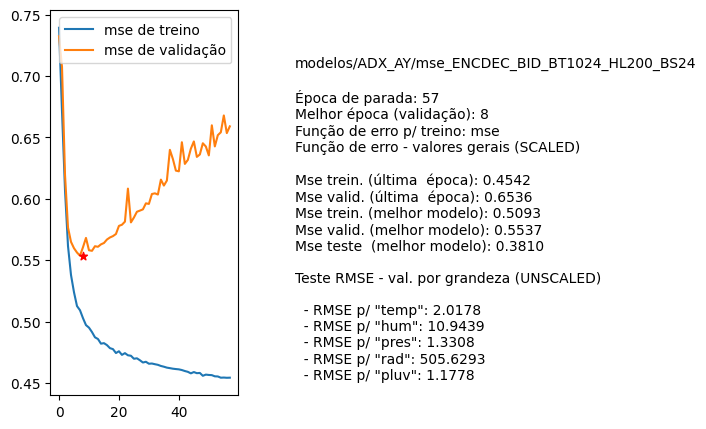 0.75
0.70
0.65
0.60
0.55
0.50
0.45
0
20
40
mse de treino
mse de validação
modelos/ADX_AY/mse_ENCDEC_BID_BT1024_HL200_BS24
Época de parada: 57
Melhor época (validação): 8
Função de erro p/ treino: mse
Função de erro - valores gerais (SCALED)
Mse trein. (última  época): 0.4542
Mse valid. (última  época): 0.6536
Mse trein. (melhor modelo): 0.5093
Mse valid. (melhor modelo): 0.5537
Mse teste  (melhor modelo): 0.3810
Teste RMSE - val. por grandeza (UNSCALED)
- RMSE p/ "temp": 2.0178
- RMSE p/ "hum": 10.9439
- RMSE p/ "pres": 1.3308
- RMSE p/ "rad": 505.6293
- RMSE p/ "pluv": 1.1778